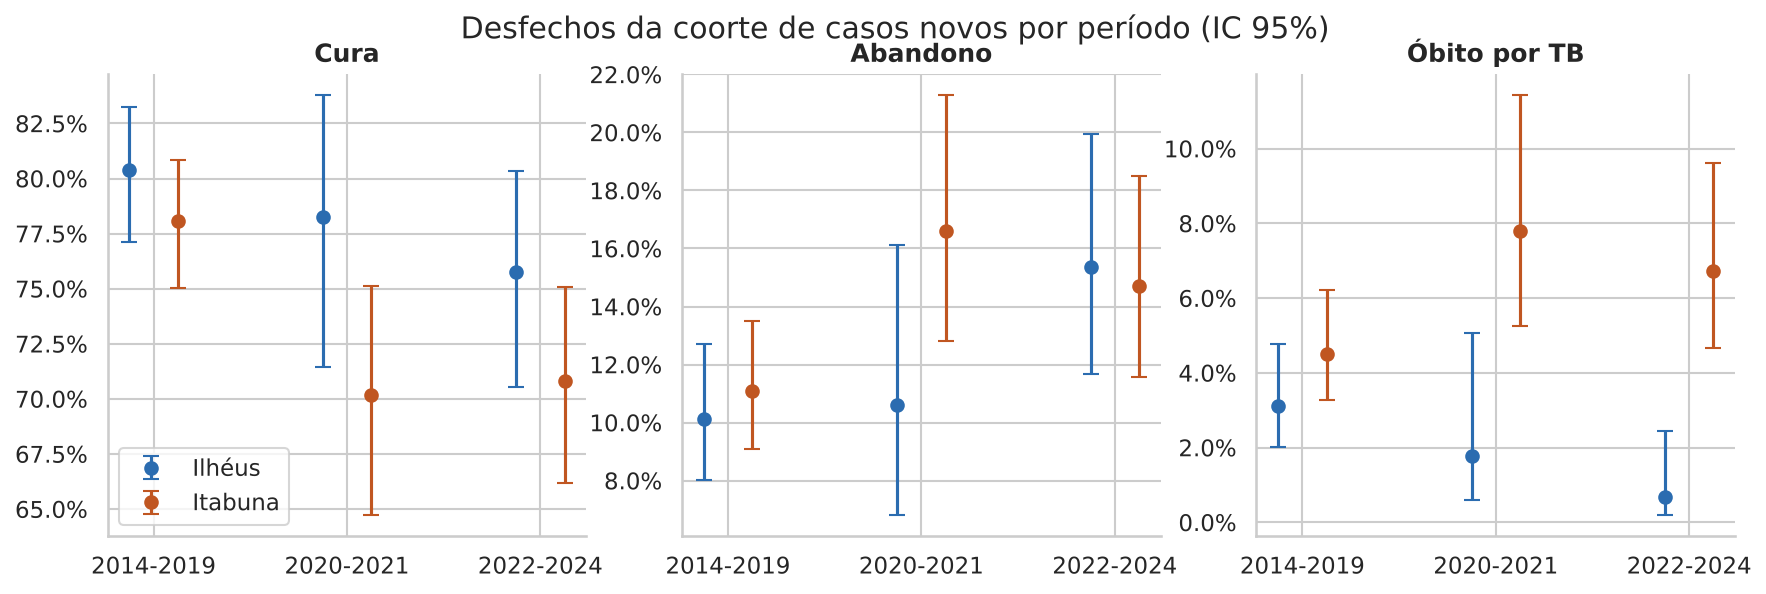 Desfechos da coorte de casos novos por período (IC 95%)
Cura
82.5%
80.0%
77.5%
75.0%
72.5%
70.0%
67.5%
65.0%
Ilhéus
Itabuna
2014-2019 2020-2021 2022-2024
Abandono
22.0%
20.0%
18.0%
16.0%
14.0%
12.0%
10.0%
8.0%
2014-2019 2020-2021 2022-2024
Óbito por TB
10.0%
8.0%
6.0%
4.0%
2.0%
0.0%
2014-2019 2020-2021 2022-2024